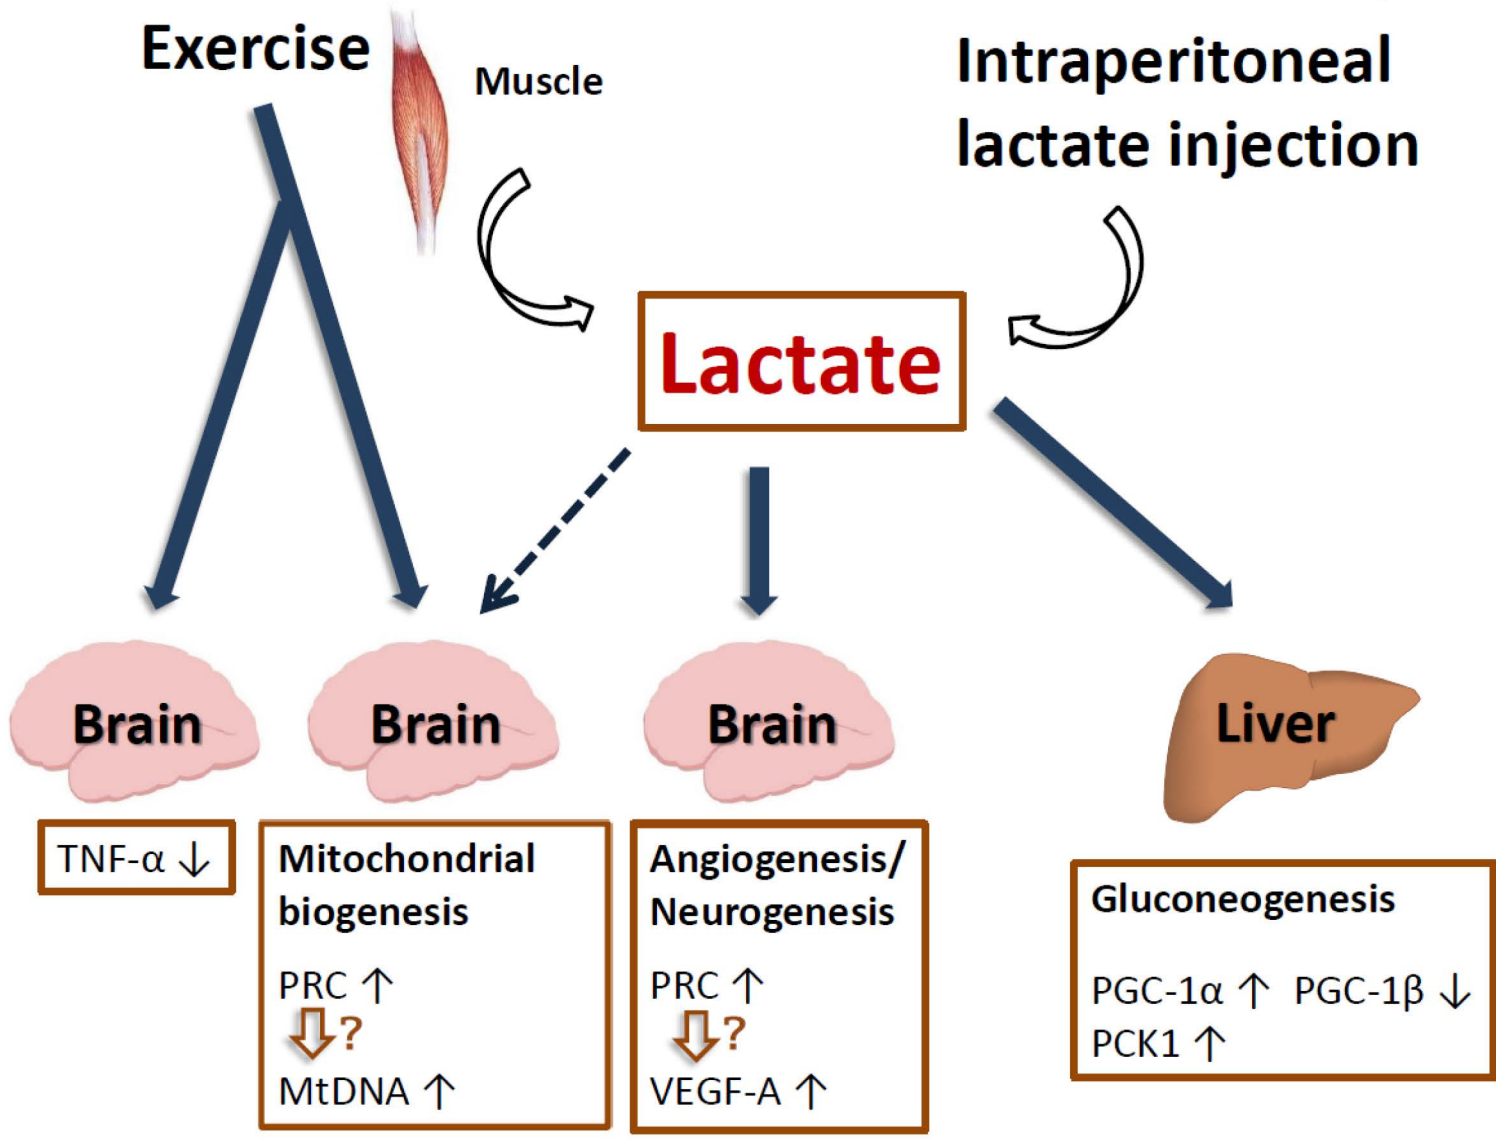 Exercise
Muscle
Intraperitoneal
lactate injection
Lactate
Brain
Brain
Brain
Liver
TNF-α ↓
Mitochondrial
biogenesis
PRC ↑
?
MtDNA ↑
Angiogenesis/
Neurogenesis
PRC ↑
?
VEGF-A ↑
Gluconeogenesis
PGC-1α ↑ PGC-1β ↓
PCK1 ↑